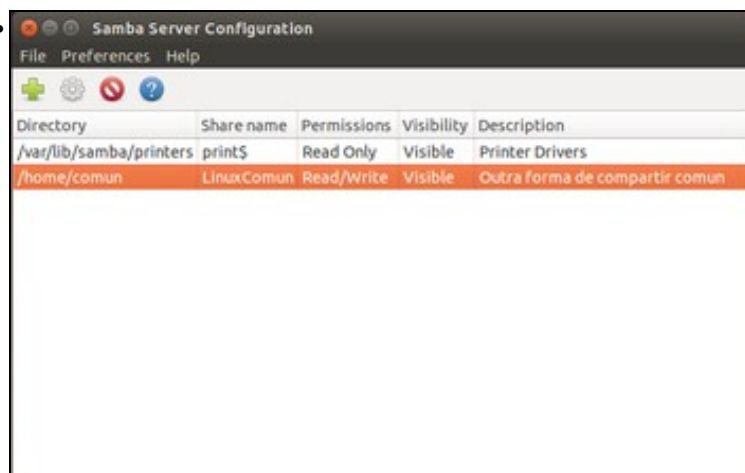 Samba Server Configuration
File Preferences Help
Directory Share name Permissions Visibility Description
/var/lib/samba/printers print$ Read Only Visible Printer Drivers
/home/comun LinuxComun Read/Write Visible Outra forma de compartir comun